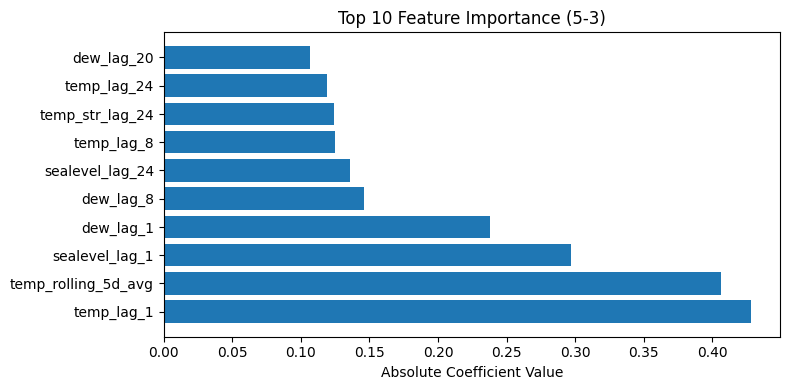 Top 10 Feature Importance (5-3)
dew_lag_20
temp_lag_24
temp_str_lag_24
temp_lag_8
sealevel_lag_24
dew_lag_8
dew_lag_1
sealevel_lag_1
temp_rolling_5d_avg
temp_lag_1
0.00 0.05 0.10 0.15 0.20 0.25 0.30 0.35 0.40
Absolute Coefficient Value